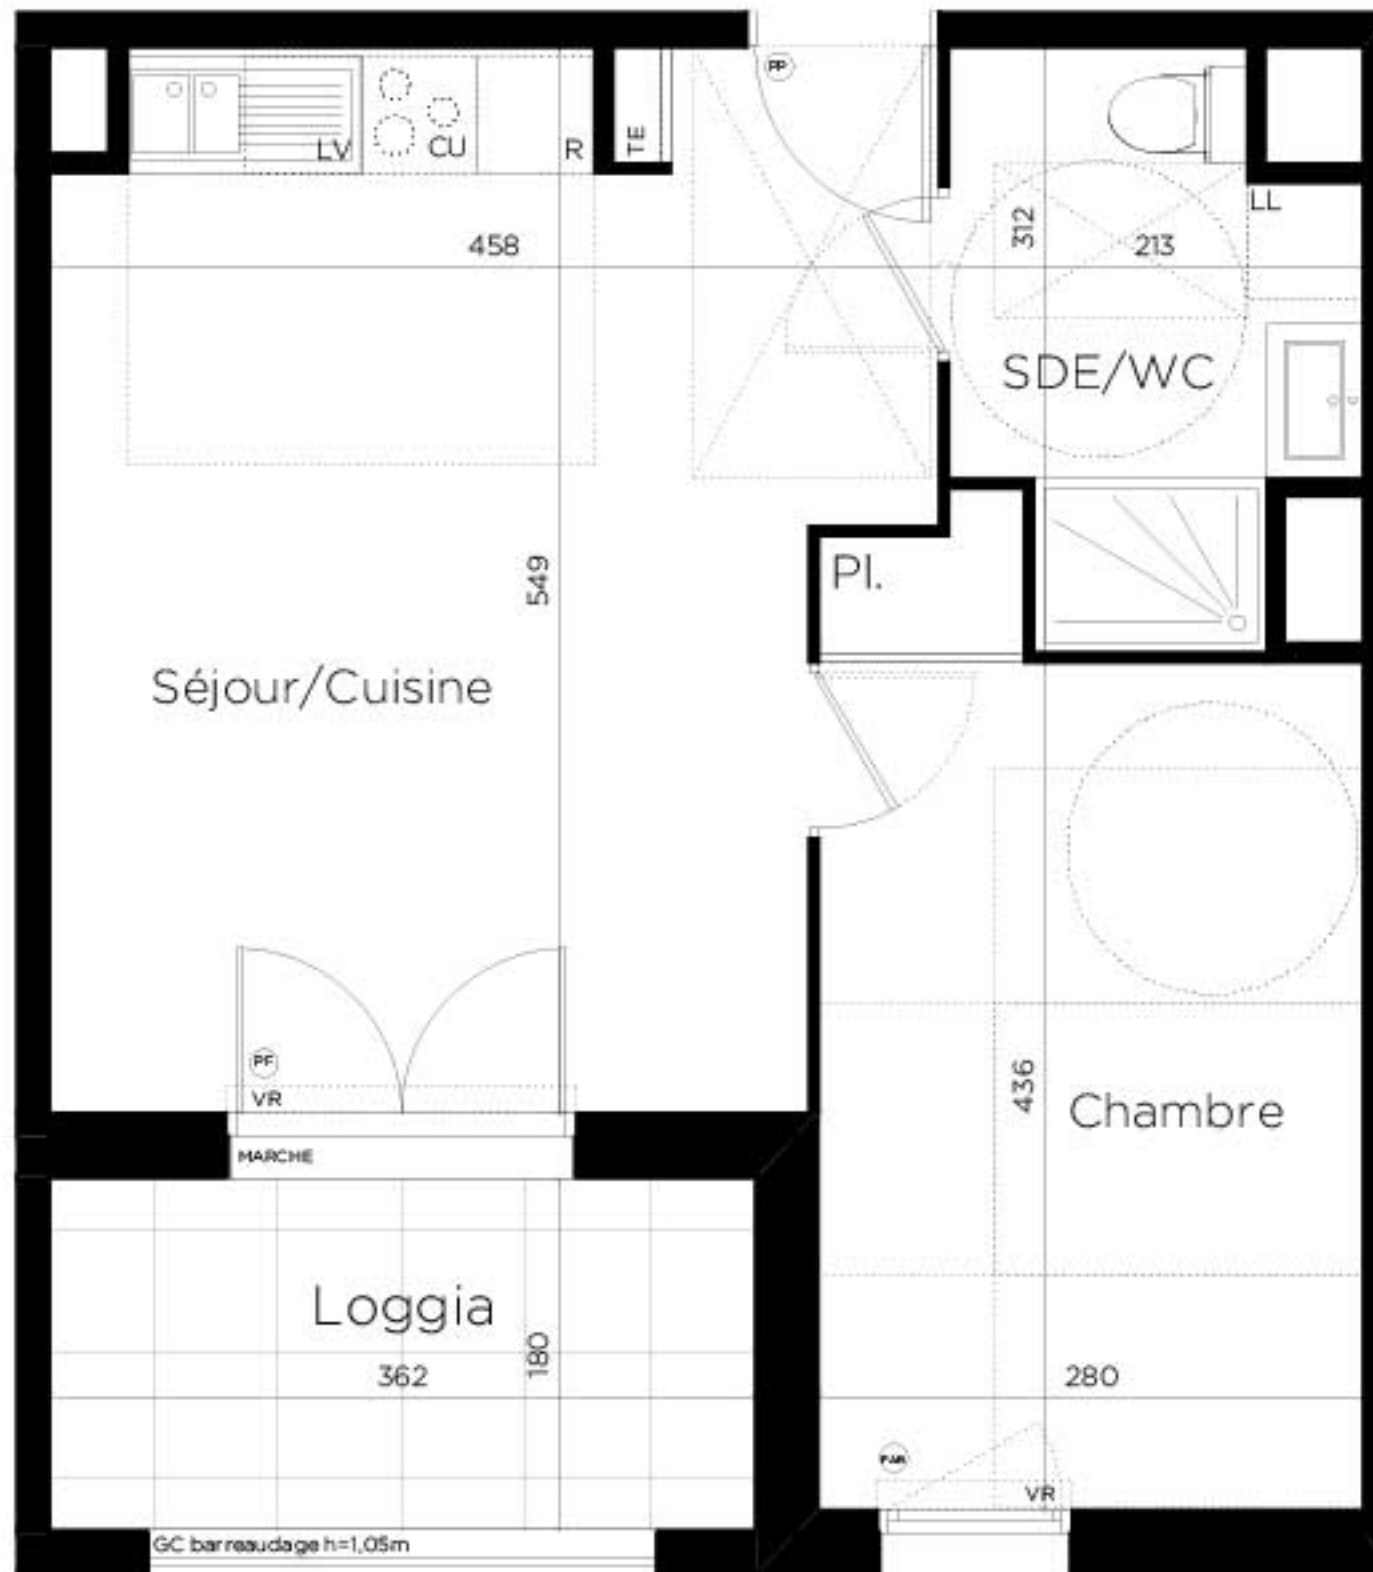 PP
LV
CU
R
TE
LL
458
312
213
SDE/WC
549
Pl.
Séjour/Cuisine
PF
VR
436
Chambre
MARCHE
Loggia
362
180
280
PAR
VR
GC barreaudage h=1,05m